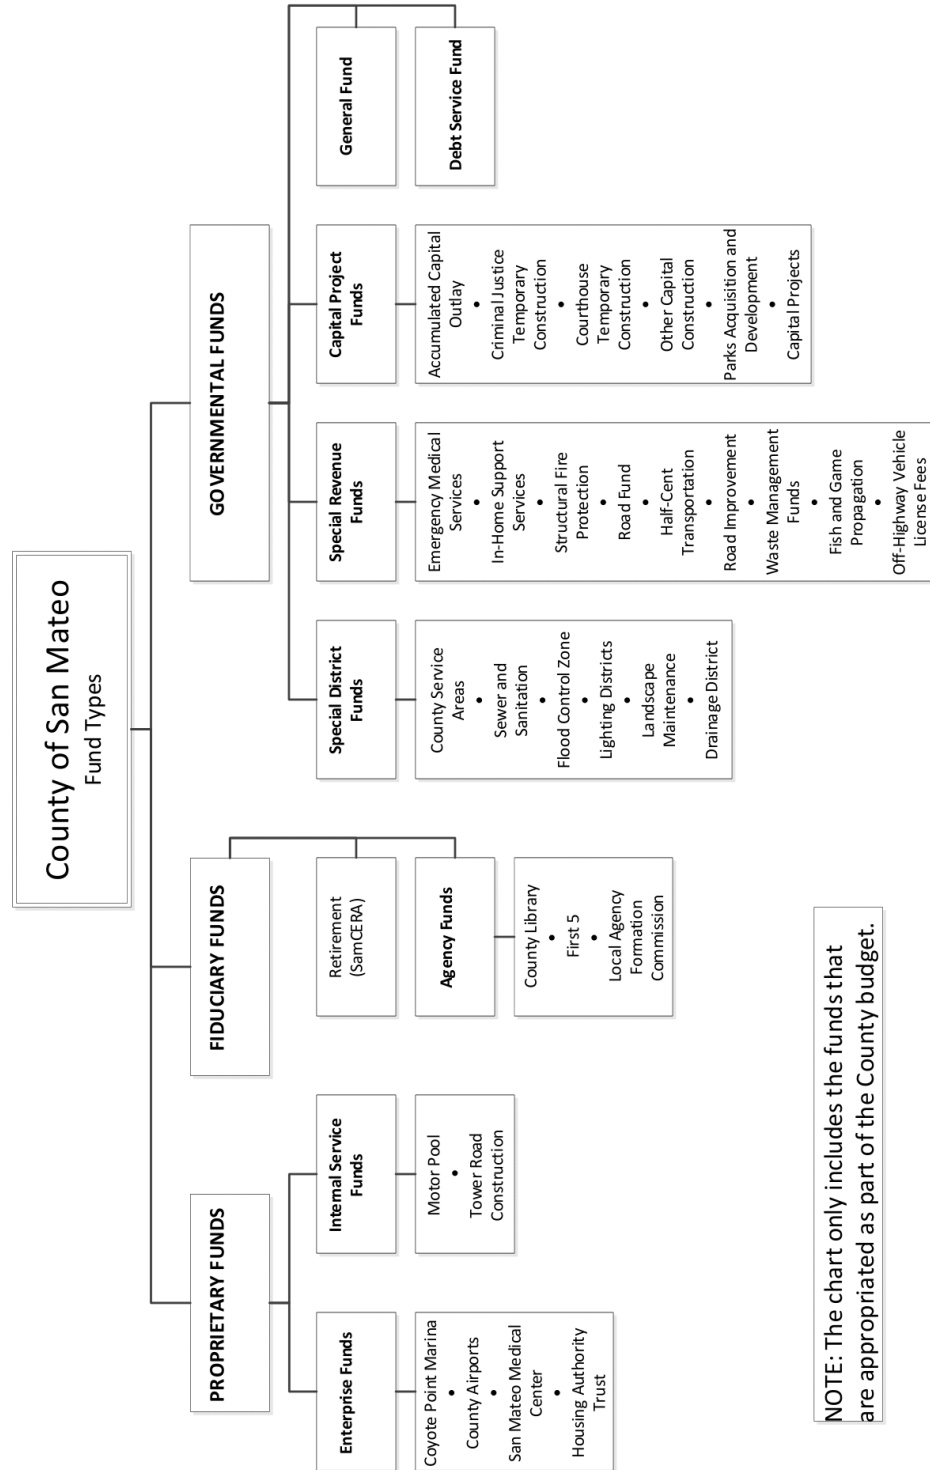 County of San Mateo
Fund Types
PROPRIETARY FUNDS
FIDUCIARY FUNDS
GOVERNMENTAL FUNDS
Enterprise Funds
Coyote Point Marina
•
County Airports
•
San Mateo Medical
Center
•
Housing Authority
Trust
Internal Service
Funds
Motor Pool
•
Tower Road
Construction
Retirement
(SamCERA)
Agency Funds
County Library
•
First 5
•
Local Agency
Formation
Commission
Special District
Funds
County Service
Areas
•
Sewer and
Sanitation
•
Flood Control Zone
•
Lighting Districts
•
Landscape
Maintenance
•
Drainage District
Special Revenue
Funds
Emergency Medical
Services
•
In-Home Support
Services
•
Structural Fire
Protection
•
Road Fund
•
Half-Cent
Transportation
•
Road Improvement
•
Waste Management
Funds
•
Fish and Game
Propagation
•
Off-Highway Vehicle
License Fees
Capital Project
Funds
Accumulated Capital
Outlay
•
Criminal Justice
Temporary
Construction
•
Courthouse
Temporary
Construction
•
Other Capital
Construction
•
Parks Acquisition and
Development
•
Capital Projects
General Fund
Debt Service Fund
NOTE: The chart only includes the funds that
are appropriated as part of the County budget.